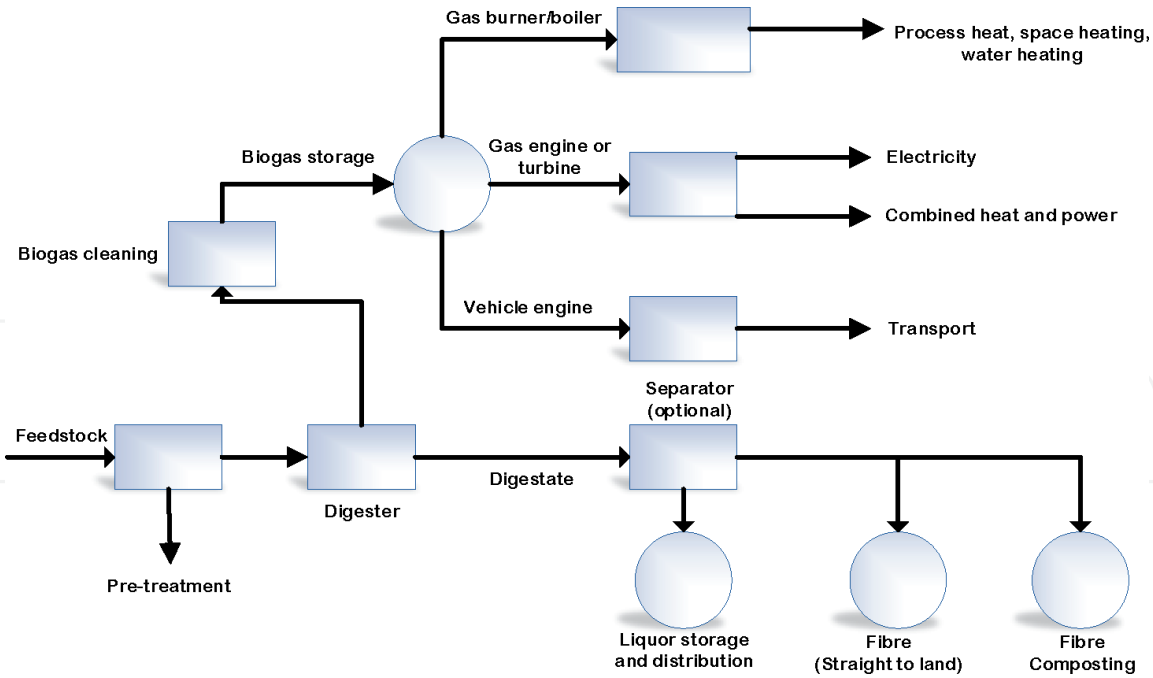 Gas burner/boiler
Process heat, space heating,
water heating
Biogas storage
Gas engine or
turbine
Electricity
Combined heat and power
Biogas cleaning
Vehicle engine
Transport
Separator
(optional)
Feedstock
Digestate
Digester
Pre-treatment
Liquor storage
and distribution
Fibre
(Straight to land)
Fibre
Composting